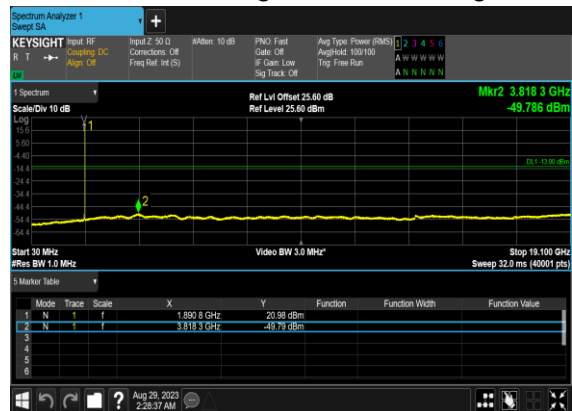 Spectrum Analyzer 1
Swept SA
+
KEYSIGHT Input: RF Input Z: 50 Ω #Atten: 10 dB PNO: Fast Avg Type: Power (RMS) 1 2 3 4 5 6
R T Coupling: DC Corrections: Off Gate: Off Avg|Hold: 100/100 A W W W W W
Align: Off Freq Ref: Int (S) IF Gain: Low Trig: Free Run
LW Sig Track: Off A N N N N N
1 Spectrum Ref Lvl Offset 25.60 dB Mkr2 3.818 3 GHz
Scale/Div 10 dB Ref Level 25.60 dBm -49.786 dBm
Log
15.6 1
5.60
-4.40
DL1 -13.00 dBm
-14.4
-24.4
-34.4
-44.4 2
-54.4
-64.4
Start 30 MHz Video BW 3.0 MHz* Stop 19.100 GHz
#Res BW 1.0 MHz Sweep 32.0 ms (40001 pts)
5 Marker Table
Mode Trace Scale X Y Function Function Width Function Value
1 N 1 f 1.890 8 GHz 20.98 dBm
2 N 1 f 3.818 3 GHz -49.79 dBm
3
4
5
6
? Aug 29, 2023
2:28:37 AM